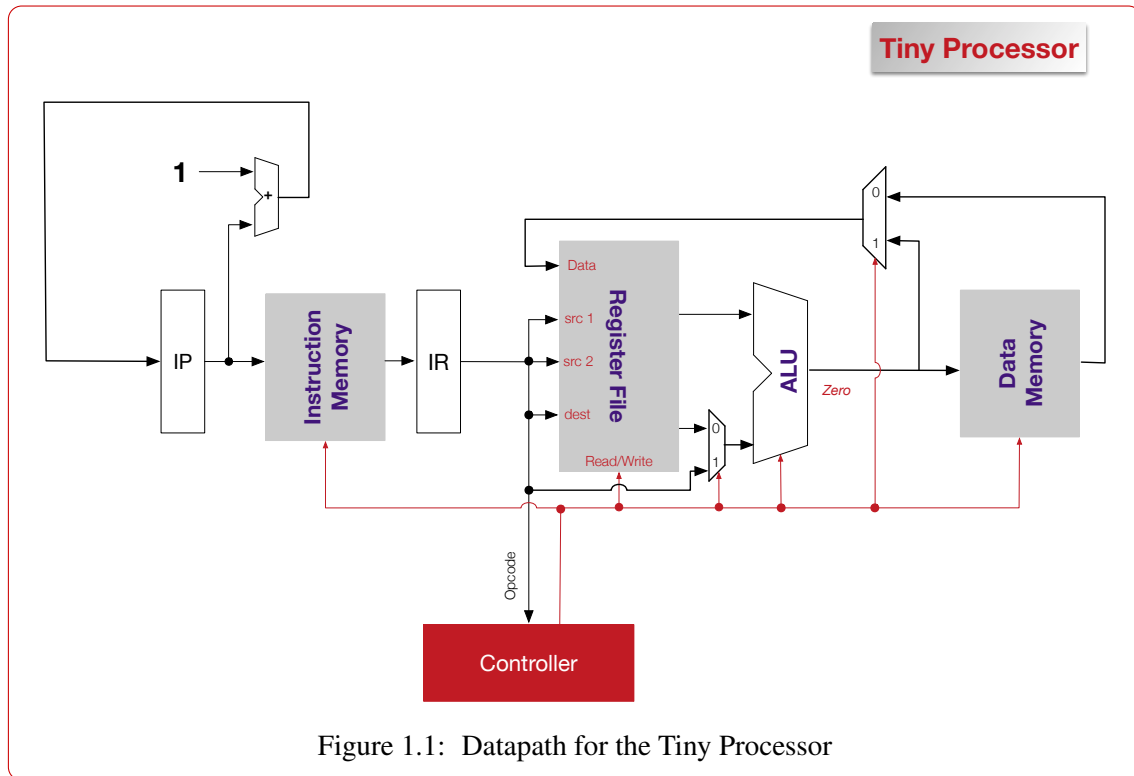 Tiny Processor
1
+
0
1
Data
src 1
src 2
dest
Read/Write
Register File
IP
Instruction
Memory
IR
0
1
ALU
Zero
Data
Memory
Opcode
Controller
Figure 1.1: Datapath for the Tiny Processor